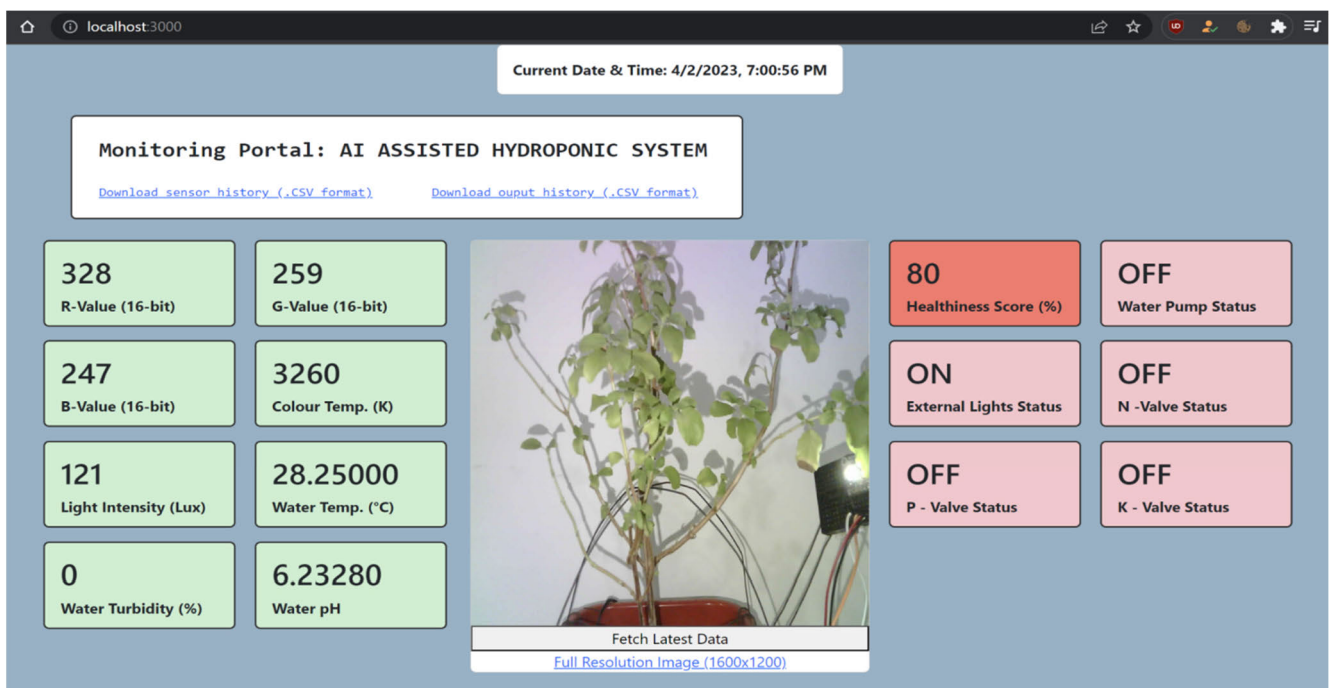 localhost:3000
Current Date & Time: 4/2/2023, 7:00:56 PM
Monitoring Portal: AI ASSISTED HYDROPONIC SYSTEM
Download sensor history (.CSV format)
Download ouput history (.CSV format)
328
R-Value (16-bit)
259
G-Value (16-bit)
247
B-Value (16-bit)
3260
Colour Temp. (K)
121
Light Intensity (Lux)
28.25000
Water Temp. (°C)
0
Water Turbidity (%)
6.23280
Water pH
Fetch Latest Data
Full Resolution Image (1600x1200)
80
Healthiness Score (%)
OFF
Water Pump Status
ON
External Lights Status
OFF
N -Valve Status
OFF
P - Valve Status
OFF
K - Valve Status